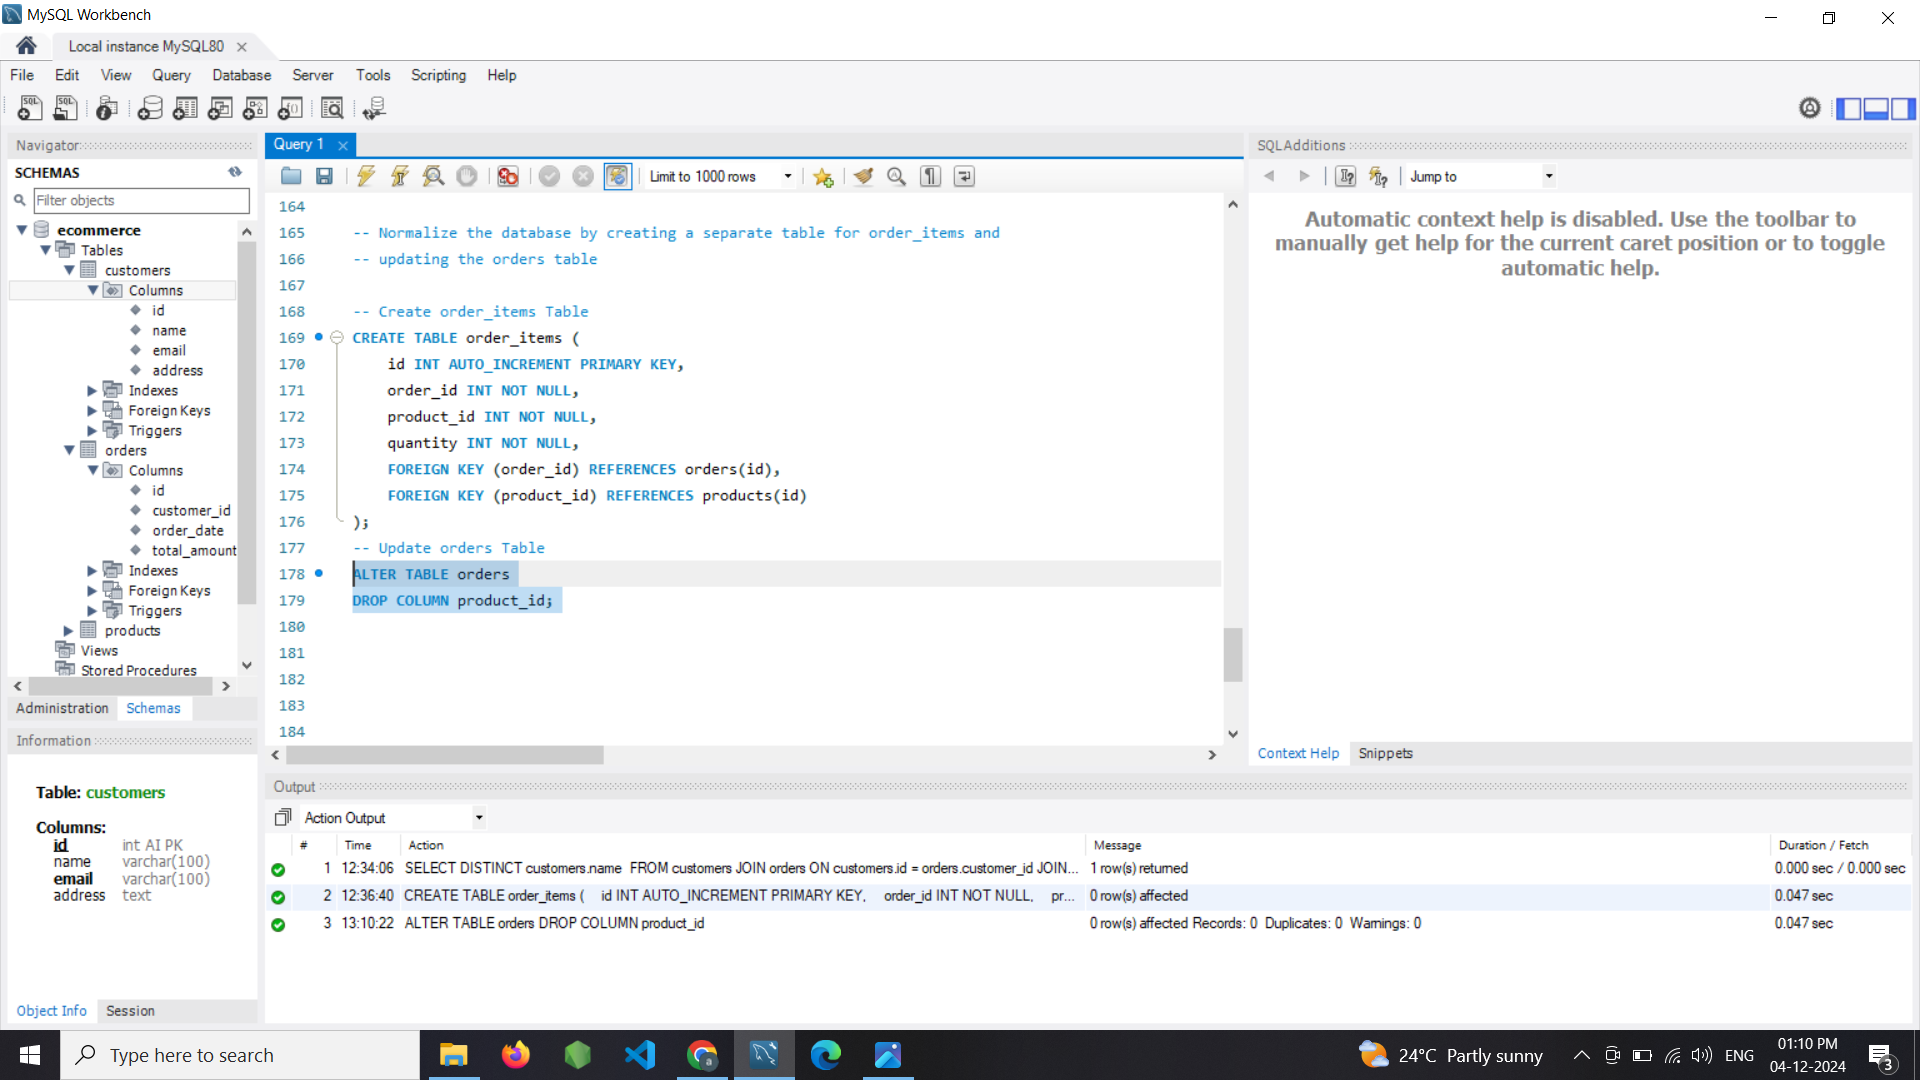 MySQL Workbench
Local instance MySQL80
File Edit View Query Database Server Tools Scripting Help
Navigator
SCHEMAS
Filter objects
ecommerce
Tables
customers
Columns
id
name
email
address
Indexes
Foreign Keys
Triggers
orders
Columns
id
customer_id
order_date
total_amount
Indexes
Foreign Keys
Triggers
products
Views
Stored Procedures
Administration Schemas
Information
Table: customers
Columns:
id int AI PK
name varchar(100)
email varchar(100)
address text
Object Info Session
Query 1
Limit to 1000 rows
164
165 -- Normalize the database by creating a separate table for order_items and
166 -- updating the orders table
167
168 -- Create order_items Table
169 CREATE TABLE order_items (
170 id INT AUTO_INCREMENT PRIMARY KEY,
171 order_id INT NOT NULL,
172 product_id INT NOT NULL,
173 quantity INT NOT NULL,
174 FOREIGN KEY (order_id) REFERENCES orders(id),
175 FOREIGN KEY (product_id) REFERENCES products(id)
176 );
177 -- Update orders Table
178 ALTER TABLE orders
179 DROP COLUMN product_id;
180
181
182
183
184
SQLAdditions
Jump to
Automatic context help is disabled. Use the toolbar to
manually get help for the current caret position or to toggle
automatic help.
Context Help Snippets
Output
Action Output
# Time Action Message Duration / Fetch
1 12:34:06 SELECT DISTINCT customers.name FROM customers JOIN orders ON customers.id = orders.customer_id JOIN... 1 row(s) returned 0.000 sec / 0.000 sec
2 12:36:40 CREATE TABLE order_items ( id INT AUTO_INCREMENT PRIMARY KEY, order_id INT NOT NULL, pr... 0 row(s) affected 0.047 sec
3 13:10:22 ALTER TABLE orders DROP COLUMN product_id 0 row(s) affected Records: 0 Duplicates: 0 Warnings: 0 0.047 sec
Type here to search
24°C Partly sunny
ENG
01:10 PM
04-12-2024
3